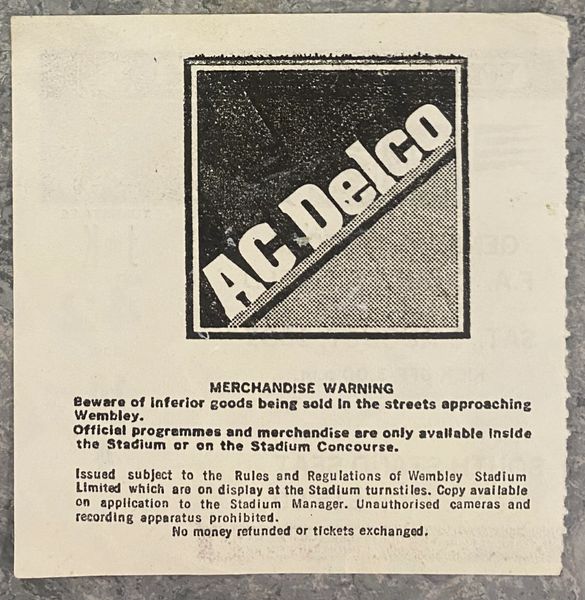 AC Delco
MERCHANDISE WARNING
Beware of inferior goods being sold in the streets approaching
Wembley.
Official programmes and merchandise are only available inside
the Stadium or on the Stadium Concourse.
Issued subject to the Rules and Regulations of Wembley Stadium
Limited which are on display at the Stadium turnstiles. Copy available
on application to the Stadium Manager. Unauthorised cameras and
recording apparatus prohibited.
No money refunded or tickets exchanged.